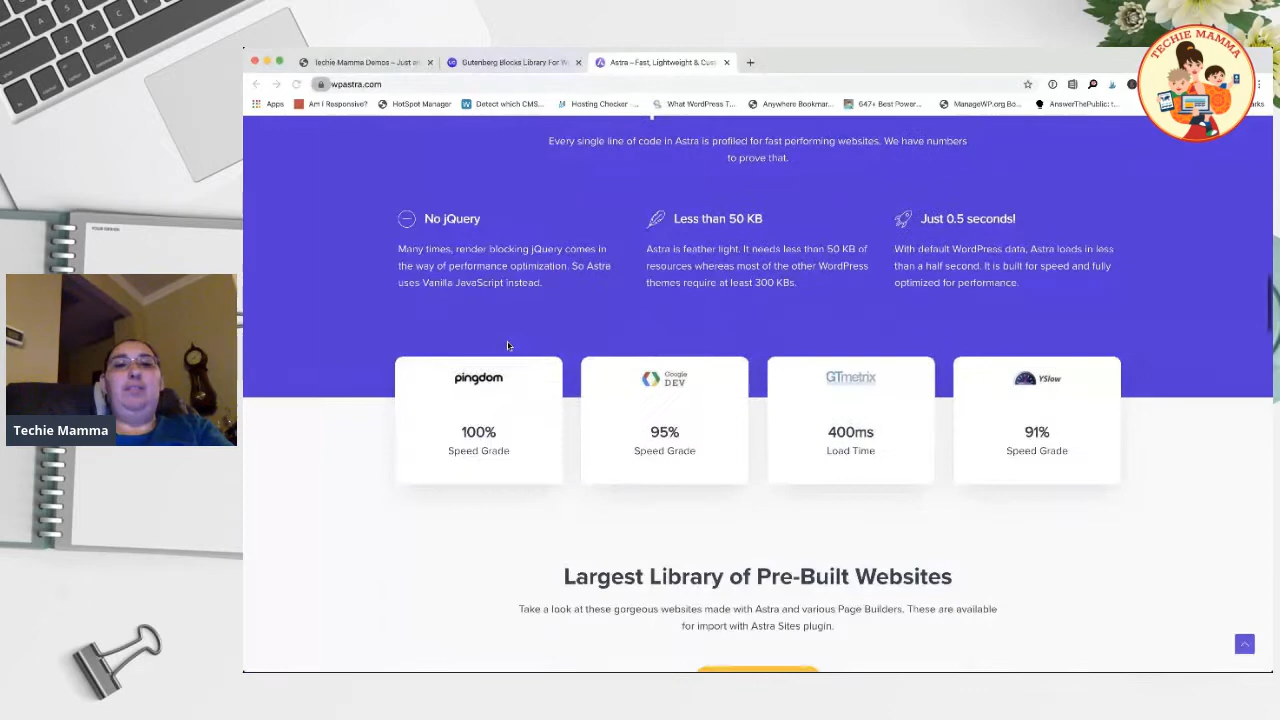 TECHIE MAMMA
Techie Mamma Demos – Just an
Gutenberg Blocks Library For W
Astra – Fast, Lightweight & Cus
wpastra.com
Apps
Am I Responsive?
HotSpot Manager
Detect which CMS...
Hosting Checker -...
What WordPress T...
Anywhere Bookmar...
647+ Best Power...
ManageWP.org Bo...
AnswerThePublic: t...
Every single line of code in Astra is profiled for fast performing websites. We have numbers
to prove that.
No jQuery
Many times, render blocking jQuery comes in
the way of performance optimization. So Astra
uses Vanilla JavaScript instead.
Less than 50 KB
Astra is feather light. It needs less than 50 KB of
resources whereas most of the other WordPress
themes require at least 300 KBs.
Just 0.5 seconds!
With default WordPress data, Astra loads in less
than a half second. It is built for speed and fully
optimized for performance.
pingdom
100%
Speed Grade
Google
DEV
95%
Speed Grade
GTmetrix
400ms
Load Time
YSlow
91%
Speed Grade
Techie Mamma
Largest Library of Pre-Built Websites
Take a look at these gorgeous websites made with Astra and various Page Builders. These are available
for import with Astra Sites plugin.